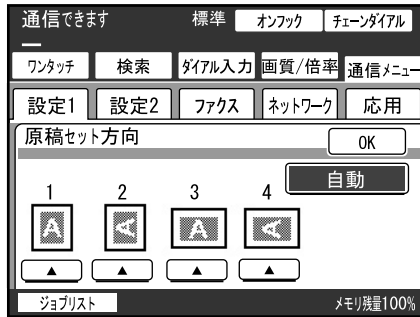 通信できます 標準 オンフック チェーンダイアル
ワンタッチ 検索 ダイアル入力 画質/倍率 通信メニュー
設定1 設定2 ファクス ネットワーク 応用
原稿セット方向 OK
自動
1 2 3 4
A A A A
▲ ▲ ▲ ▲
ジョブリスト メモリ残量100%